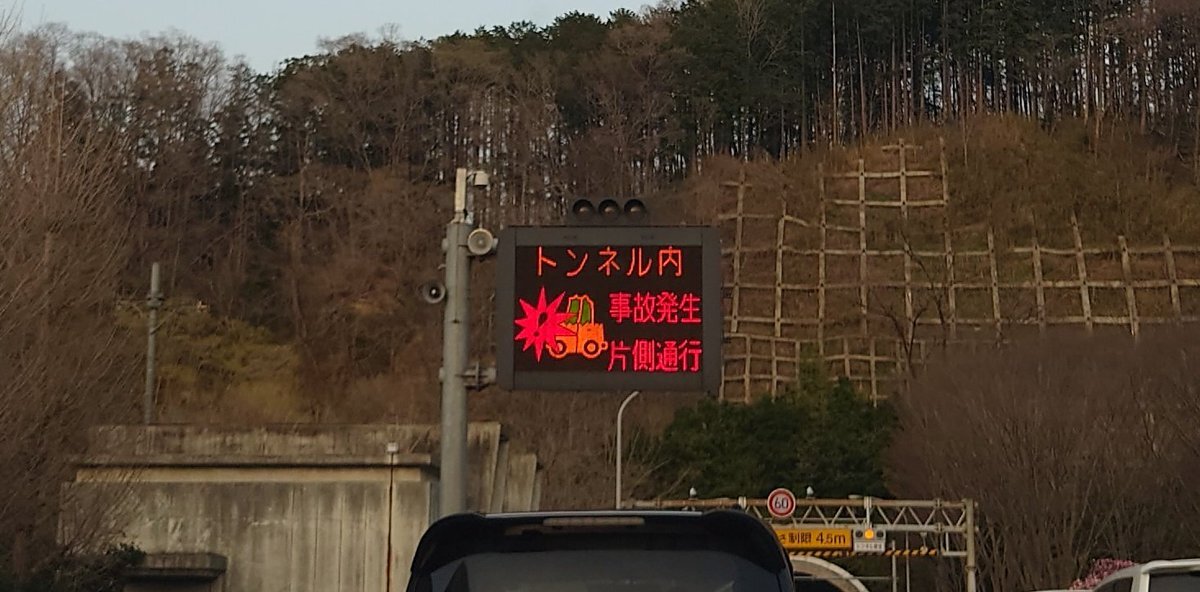 トンネル内
事故発生
片側通行
60
制限 4.5m